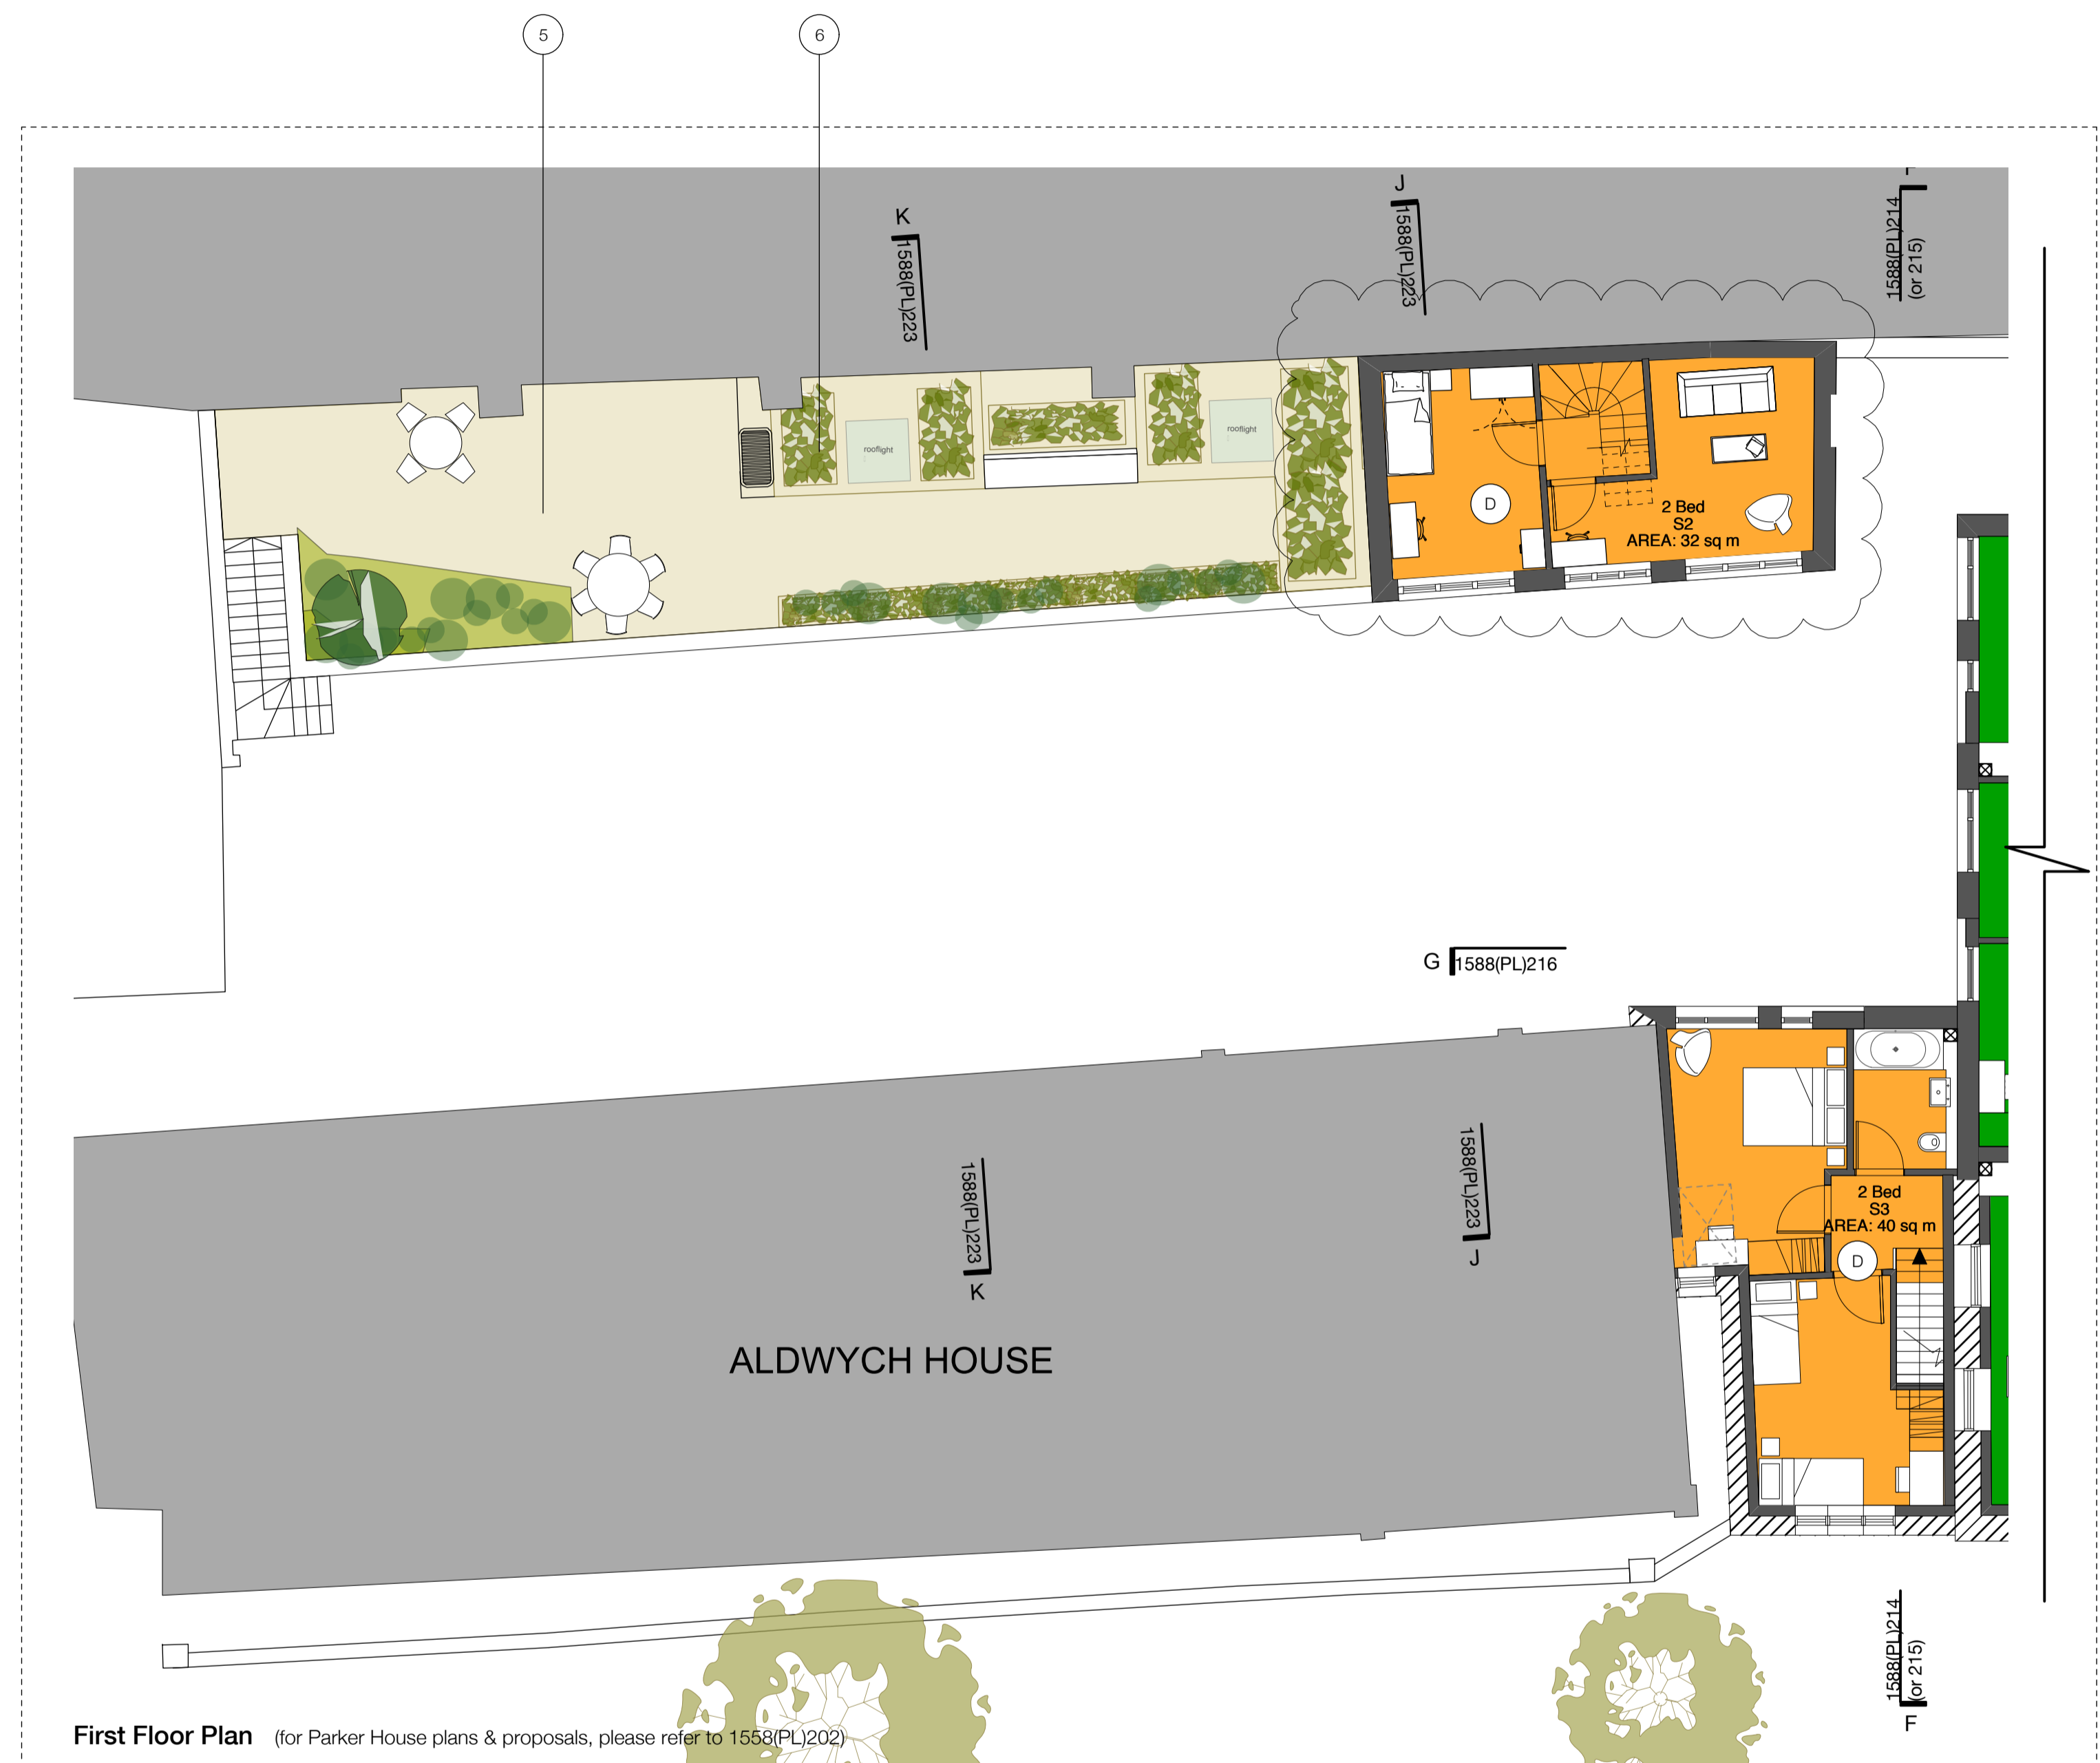 5
6
K
1588(PL)223
J
1588(PL)223
1588(PL)214
(or 215)
rooflight
rooflight
D
2 Bed
S2
AREA: 32 sq m
G
1588(PL)216
1588(PL)223
K
1588(PL)223
J
2 Bed
S3
AREA: 40 sq m
D
ALDWYCH HOUSE
1588(PL)214
(or 215)
F
First Floor Plan (for Parker House plans & proposals, please refer to 1558(PL)202)